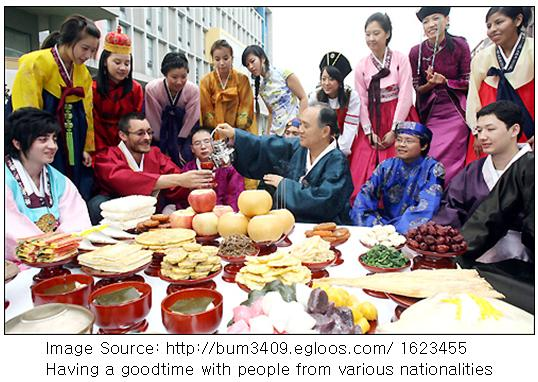 Image Source: http://bum3409.egloos.com/ 1623455
Having a goodtime with people from various nationalities